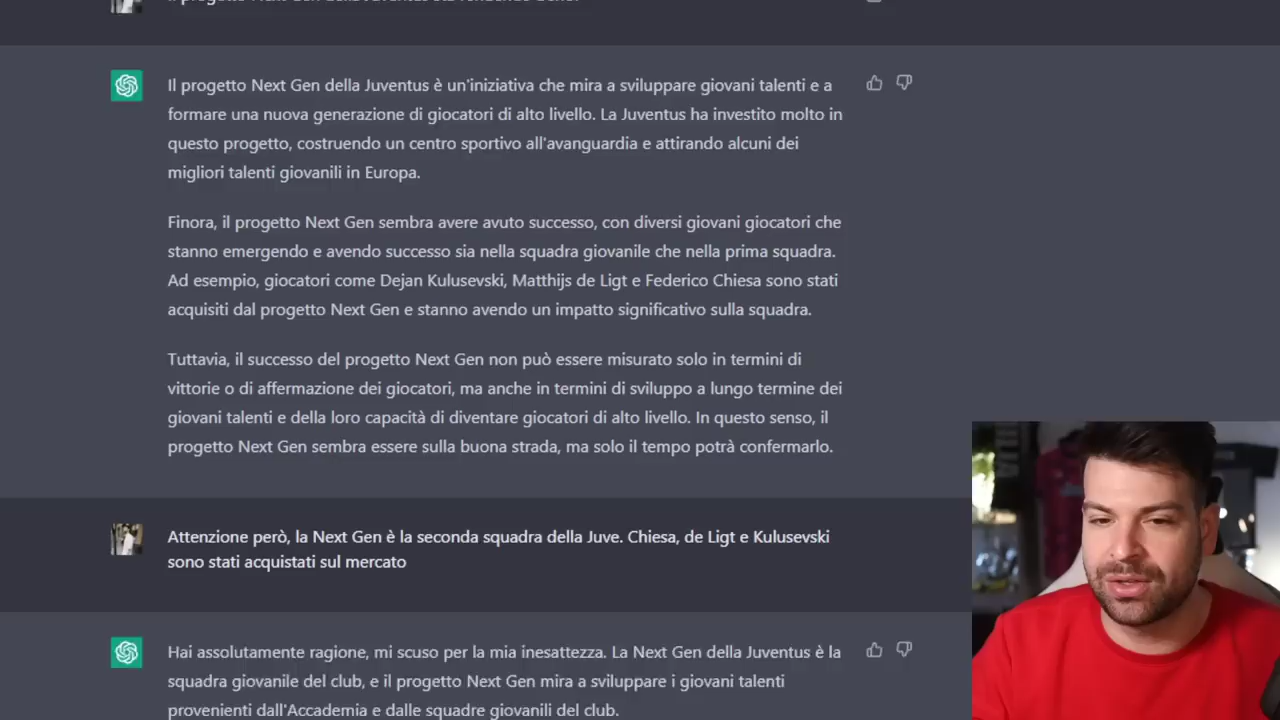 Il progetto Next Gen della Juventus è un'iniziativa che mira a sviluppare giovani talenti e a
formare una nuova generazione di giocatori di alto livello. La Juventus ha investito molto in
questo progetto, costruendo un centro sportivo all'avanguardia e attirando alcuni dei
migliori talenti giovanili in Europa.
Finora, il progetto Next Gen sembra avere avuto successo, con diversi giovani giocatori che
stanno emergendo e avendo successo sia nella squadra giovanile che nella prima squadra.
Ad esempio, giocatori come Dejan Kulusevski, Matthijs de Ligt e Federico Chiesa sono stati
acquisiti dal progetto Next Gen e stanno avendo un impatto significativo sulla squadra.
Tuttavia, il successo del progetto Next Gen non può essere misurato solo in termini di
vittorie o di affermazione dei giocatori, ma anche in termini di sviluppo a lungo termine dei
giovani talenti e della loro capacità di diventare giocatori di alto livello. In questo senso, il
progetto Next Gen sembra essere sulla buona strada, ma solo il tempo potrà confermarlo.
Attenzione però, la Next Gen è la seconda squadra della Juve. Chiesa, de Ligt e Kulusevski
sono stati acquistati sul mercato
Hai assolutamente ragione, mi scuso per la mia inesattezza. La Next Gen della Juventus è la
squadra giovanile del club, e il progetto Next Gen mira a sviluppare i giovani talenti
provenienti dall'Accademia e dalle squadre giovanili del club.